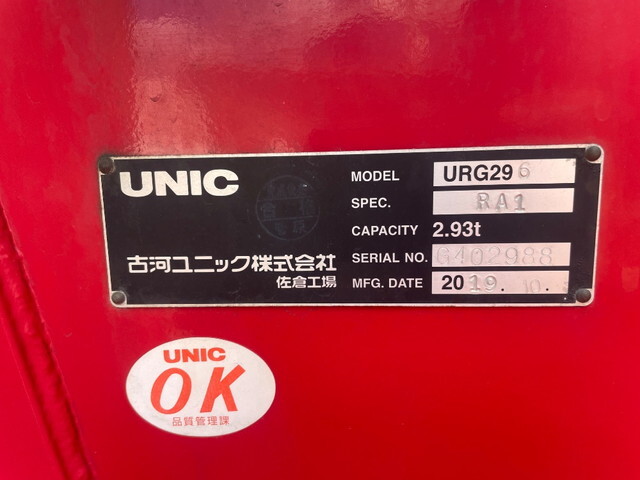 UNIC
MODEL URG296
SPEC. RA1
CAPACITY 2.93t
SERIAL NO. G402988
MFG. DATE 2019. 10.
古河ユニック株式会社
佐倉工場
UNIC
OK
品質管理課